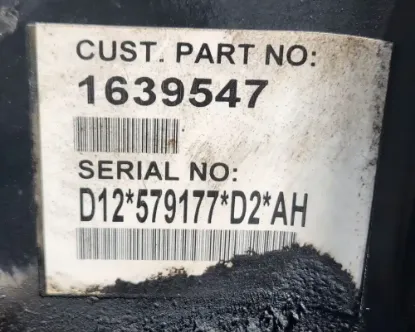 CUST. PART NO:
1639547
SERIAL NO:
D12*579177*D2*AH